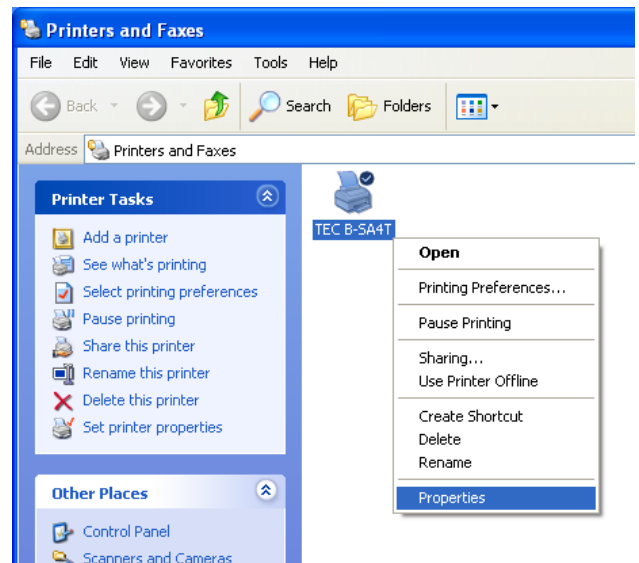 Printers and Faxes
File Edit View Favorites Tools Help
Back Search Folders
Address Printers and Faxes
Printer Tasks
Add a printer
See what's printing
Select printing preferences
Pause printing
Share this printer
Rename this printer
Delete this printer
Set printer properties
Other Places
Control Panel
Scanners and Cameras
TEC B-SA4T
Open
Printing Preferences...
Pause Printing
Sharing...
Use Printer Offline
Create Shortcut
Delete
Rename
Properties